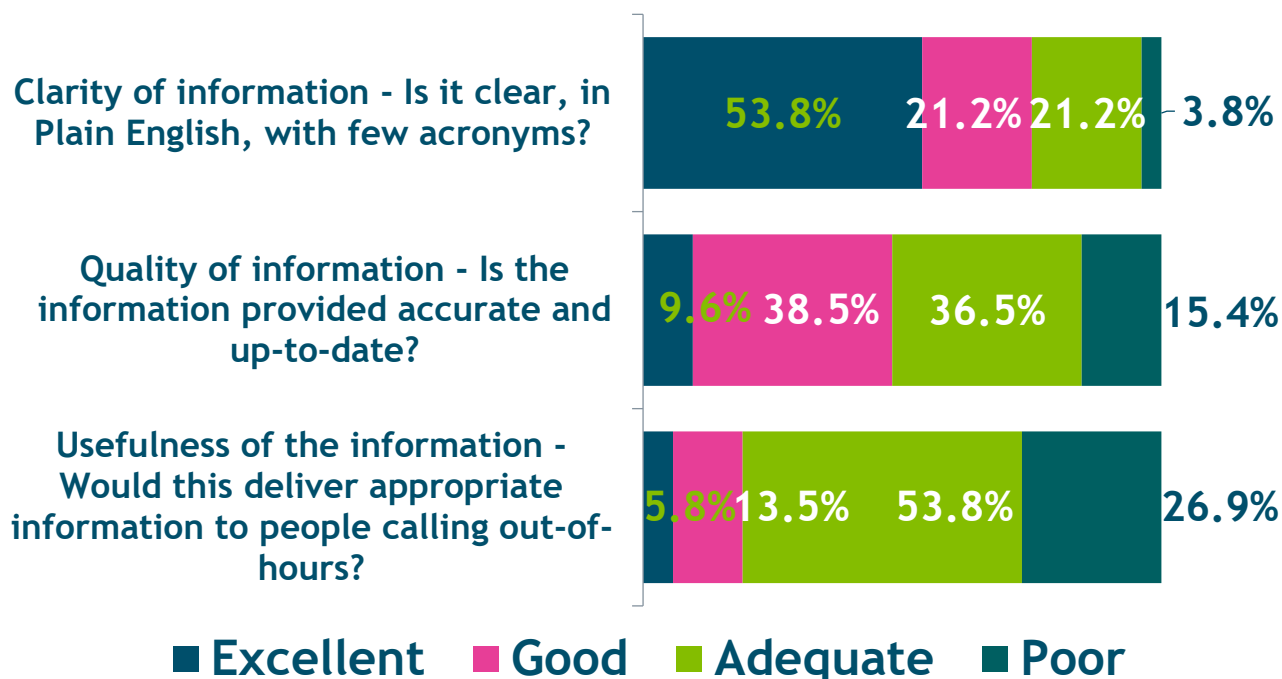 Clarity of information - Is it clear, in
Plain English, with few acronyms?
53.8% 21.2% 21.2% 3.8%
Quality of information - Is the
information provided accurate and
up-to-date?
9.6% 38.5% 36.5% 15.4%
Usefulness of the information -
Would this deliver appropriate
information to people calling out-of-
hours?
5.8% 13.5% 53.8% 26.9%
Excellent Good Adequate Poor